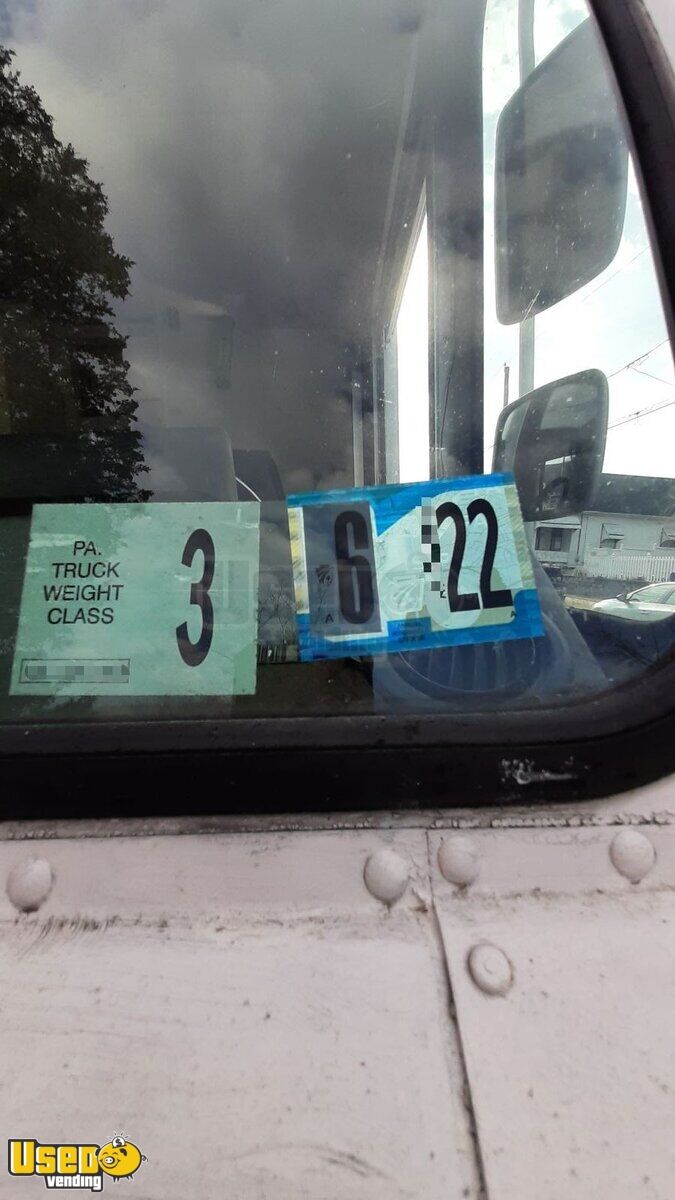 PA.
TRUCK
WEIGHT
CLASS
3
6
22
A
Used
vending